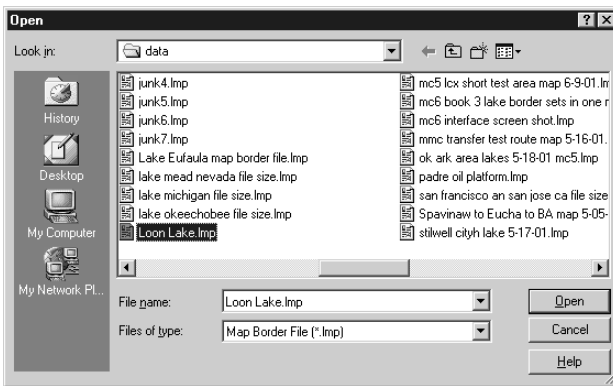 Open
Look in:
data
History
Desktop
My Computer
My Network Pl...
junk4.lmp
junk5.lmp
junk6.lmp
junk7.lmp
Lake Eufaula map border file.lmp
lake mead nevada file size.lmp
lake michigan file size.lmp
lake okeechobee file size.lmp
Loon Lake.lmp
mc5 lcx short test area map 6-9-01.lm
mc6 book 3 lake border sets in one r
mc6 interface screen shot.lmp
mmc transfer test route map 5-16-01.
ok ark area lakes 5-18-01 mc5.lmp
padre oil platform.lmp
san francisco an san jose ca file size
Spavinaw to Eucha to BA map 5-05-
stilwell cityh lake 5-17-01.lmp
File name:
Loon Lake.lmp
Open
Files of type:
Map Border File (*.lmp)
Cancel
Help